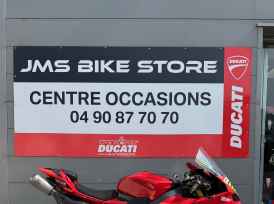 JMS BIKE STORE
CENTRE OCCASIONS
04 90 87 70 70
DUCATI
DUCATI
DUCATI